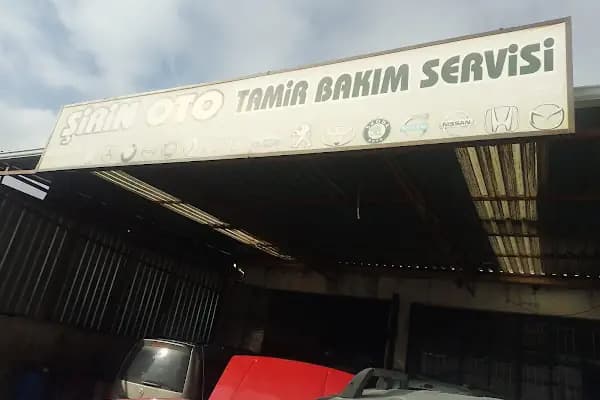 ŞİRİN OTO TAMİR BAKIM SERVİSİ
NISSAN